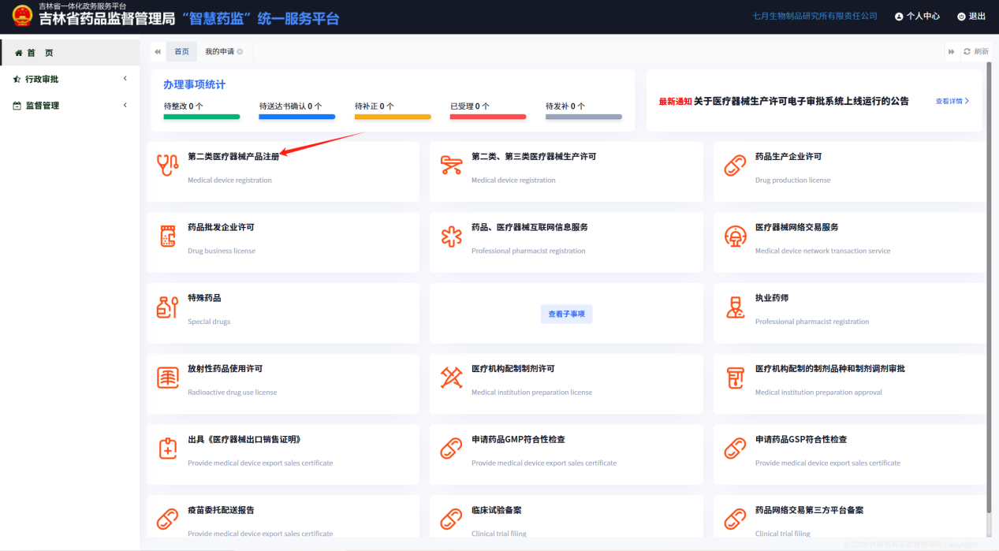 吉林省一体化政务服务平台
吉林省药品监督管理局 “智慧药监” 统一服务平台
七月生物制品研究所有限责任公司 个人中心 退出
首 页
行政审批
监督管理
首页 我的申请 刷新
办理事项统计
待整改 0 个 待送达书确认 0 个 待补正 0 个 已受理 0 个 待发补 0 个
最新通知 关于医疗器械生产许可电子审批系统上线运行的公告 查看详情
第二类医疗器械产品注册
Medical device registration
第二类、第三类医疗器械生产许可
Medical device registration
药品生产企业许可
Drug production license
药品批发企业许可
Drug business license
药品、医疗器械互联网信息服务
Professional pharmacist registration
医疗器械网络交易服务
Medical device network transaction service
特殊药品
Special drugs
查看子事项
执业药师
Professional pharmacist registration
放射性药品使用许可
Radioactive drug use license
医疗机构配制制剂许可
Medical institution preparation license
医疗机构配制的制剂品种和制剂调剂审批
Medical institution preparation approval
出具《医疗器械出口销售证明》
Provide medical device export sales certificate
申请药品GMP符合性检查
Provide medical device export sales certificate
申请药品GSP符合性检查
Provide medical device export sales certificate
疫苗委托配送报告
Provide medical device export sales certificate
临床试验备案
Clinical trial filing
药品网络交易第三方平台备案
Clinical trial filing
©2020 吉林省药品监督管理局 Copyright